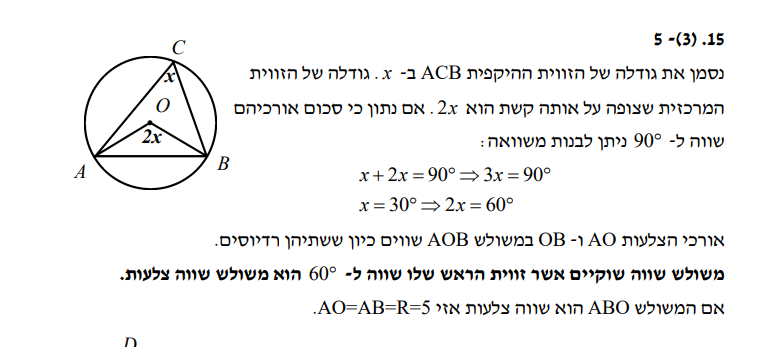 15. (3)- 5
נסמן את גודלה של הזווית ההיקפית ACB ב- x. גודלה של הזווית
המרכזית שצופה על אותה קשת הוא 2x. אם נתון כי סכום אורכיהם
שווה ל- 90° ניתן לבנות משוואה:
x + 2x = 90° ⇒ 3x = 90°
x = 30° ⇒ 2x = 60°
אורכי הצלעות AO ו- OB במשולש AOB שווים כיון ששתיהן רדיוסים.
משולש שווה שוקיים אשר זווית הראש שלו שווה ל- 60° הוא משולש שווה צלעות.
אם המשולש ABO הוא שווה צלעות אזי AO=AB=R=5.
C
x
O
2x
A
B
D